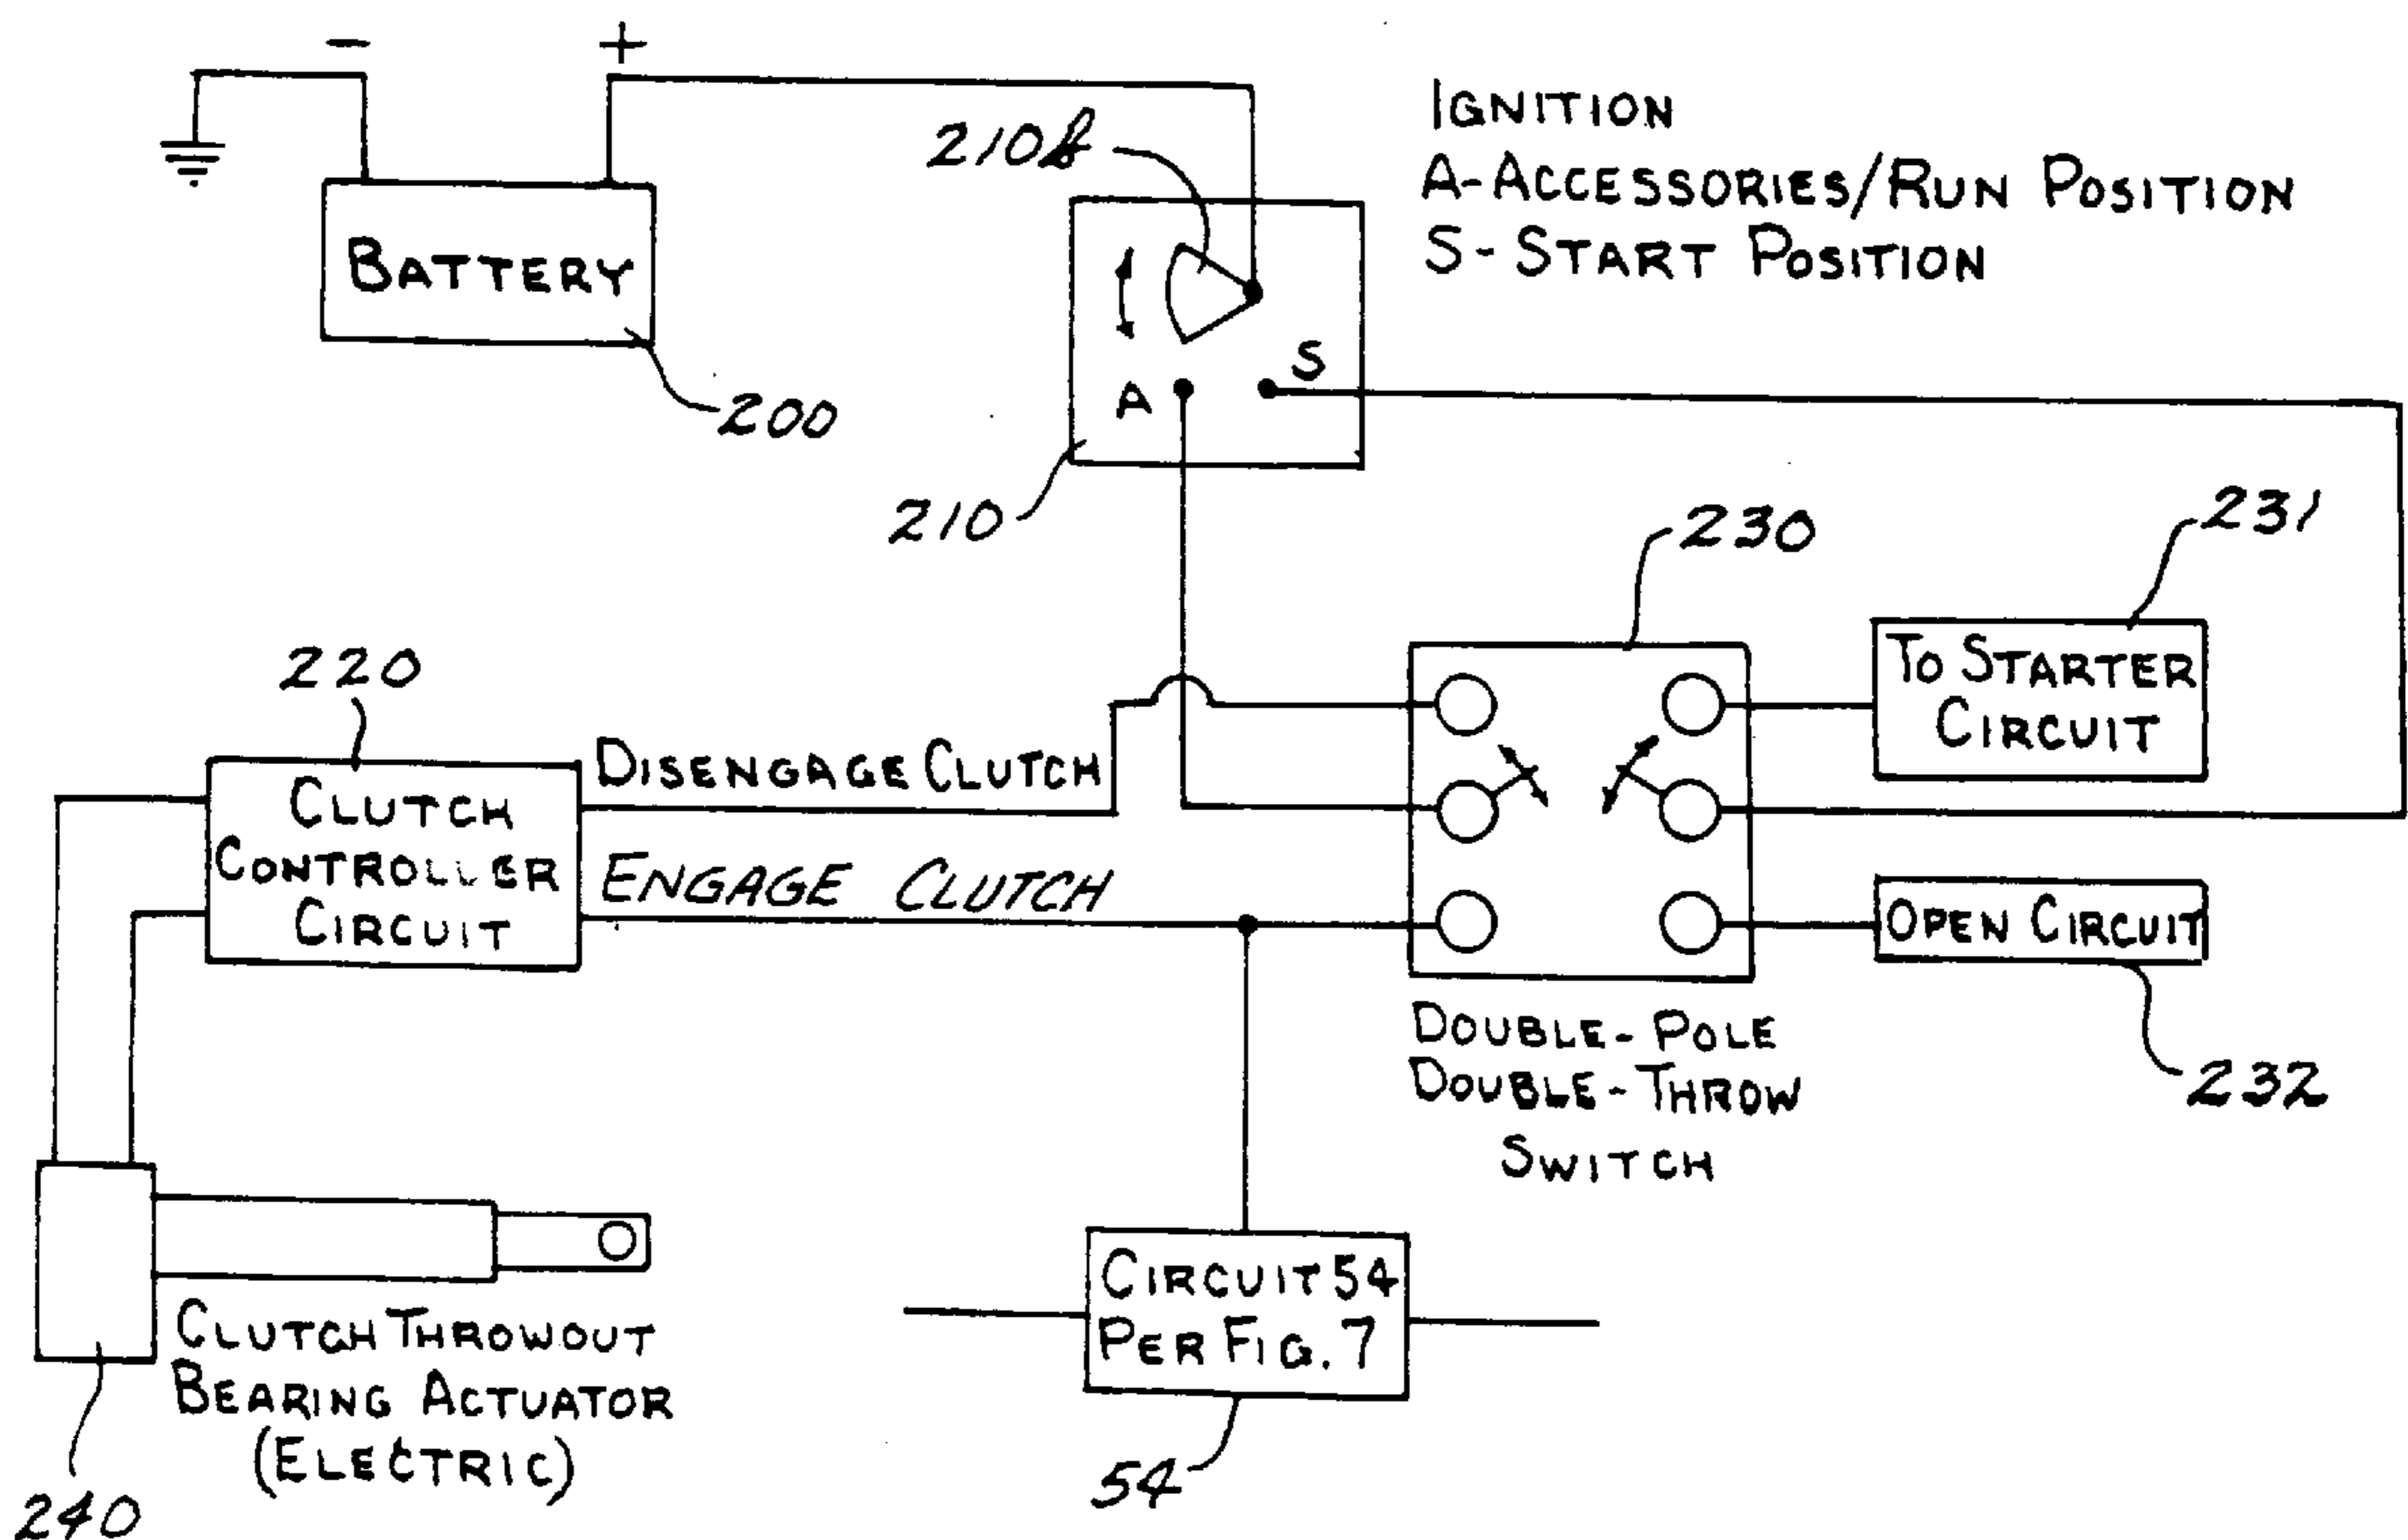 − +
IGNITION
A-ACCESSORIES/RUN POSITION
S-START POSITION
210b
BATTERY
200
S
A
210
230
231
TO STARTER
CIRCUIT
220
DISENGAGE CLUTCH
CLUTCH
CONTROLLER
CIRCUIT
ENGAGE CLUTCH
OPEN CIRCUIT
232
DOUBLE-POLE
DOUBLE-THROW
SWITCH
CIRCUIT 54
PER FIG. 7
54
CLUTCH THROWOUT
BEARING ACTUATOR
(ELECTRIC)
240